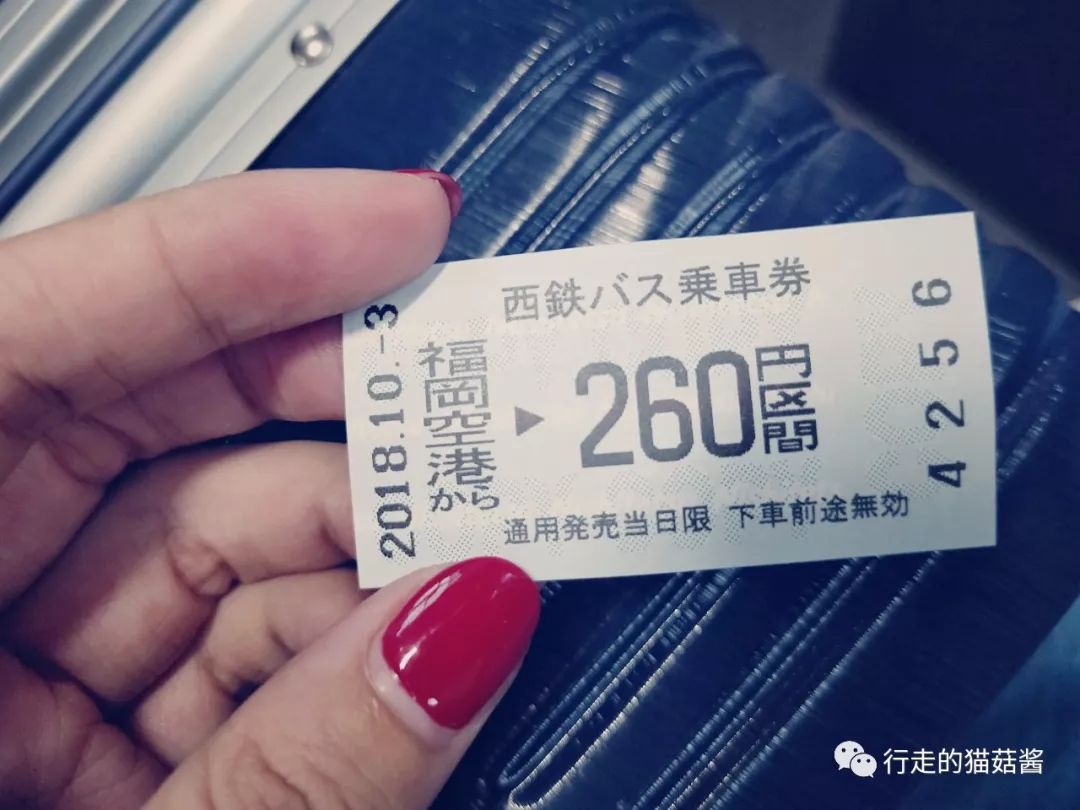 西鉄バス乗車券
2018.10.-3
福岡空港から
▶
260円区間
4256
通用発売当日限 下車前途無効
行走的猫菇酱